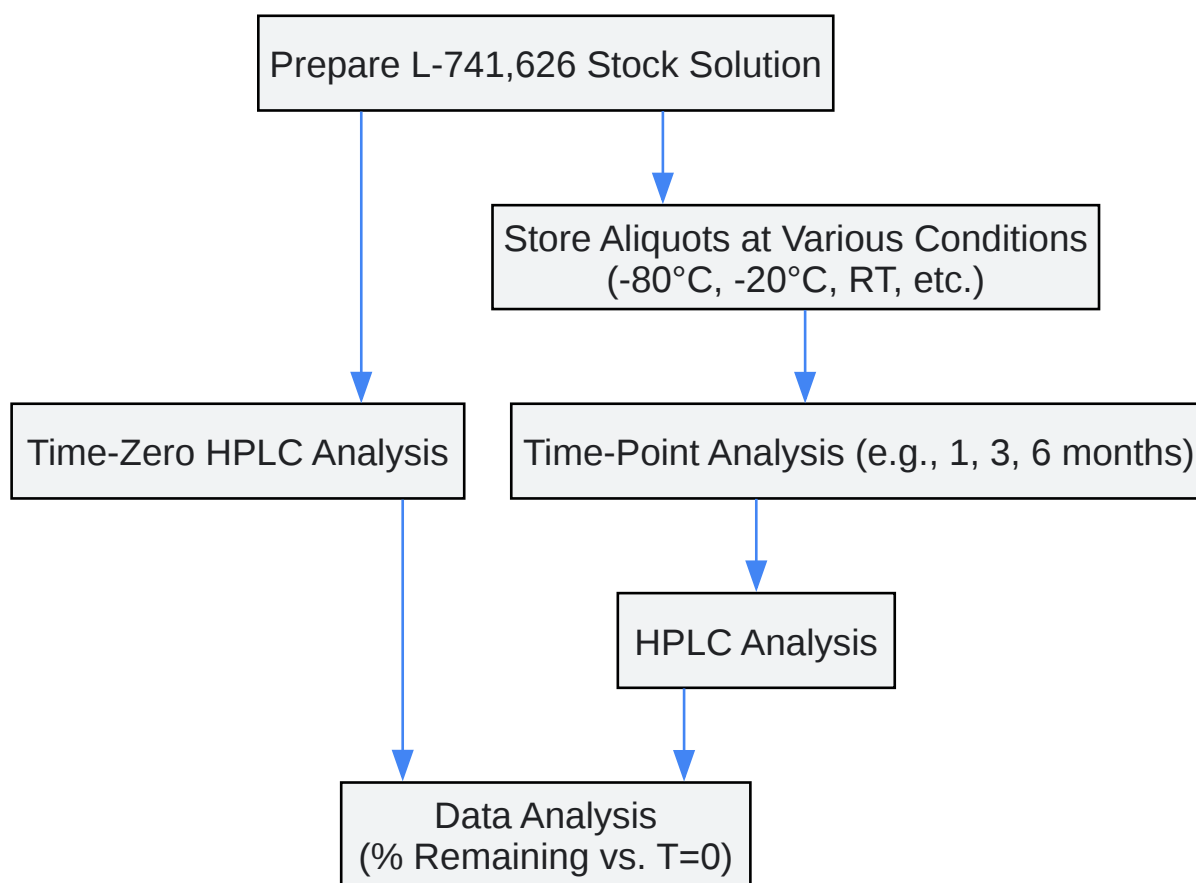 Prepare L-741,626 Stock Solution
Store Aliquots at Various Conditions
(-80°C, -20°C, RT, etc.)
Time-Zero HPLC Analysis
Time-Point Analysis (e.g., 1, 3, 6 months)
HPLC Analysis
Data Analysis
(% Remaining vs. T=0)